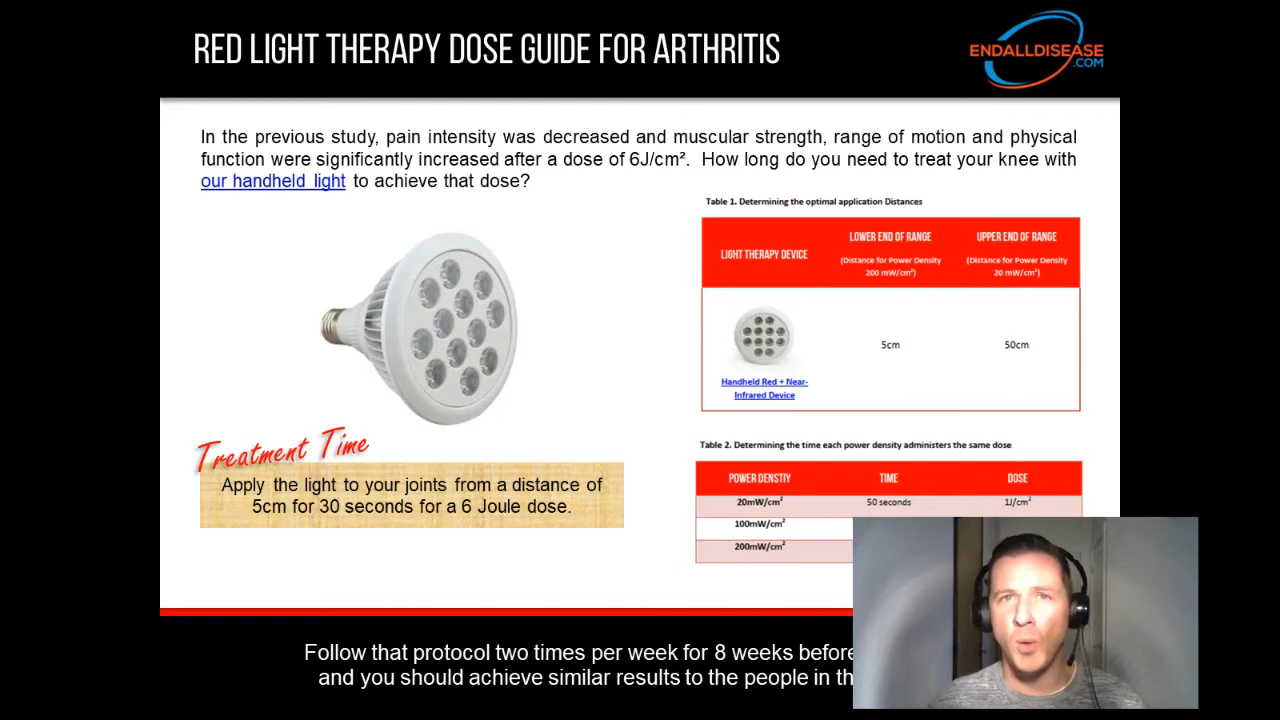 RED LIGHT THERAPY DOSE GUIDE FOR ARTHRITIS
ENDALLDISEASE
.COM
In the previous study, pain intensity was decreased and muscular strength, range of motion and physical
function were significantly increased after a dose of 6J/cm². How long do you need to treat your knee with
our handheld light to achieve that dose?
Table 1. Determining the optimal application Distances
LIGHT THERAPY DEVICE
LOWER END OF RANGE
(Distance for Power Density
200 mW/cm²)
UPPER END OF RANGE
(Distance for Power Density
20 mW/cm²)
Handheld Red + Near-
Infrared Device
5cm
50cm
Treatment Time
Apply the light to your joints from a distance of
5cm for 30 seconds for a 6 Joule dose.
Table 2. Determining the time each power density administers the same dose
POWER DENSTIY TIME DOSE
20mW/cm² 50 seconds 1J/cm²
100mW/cm²
200mW/cm²
Follow that protocol two times per week for 8 weeks before
and you should achieve similar results to the people in th